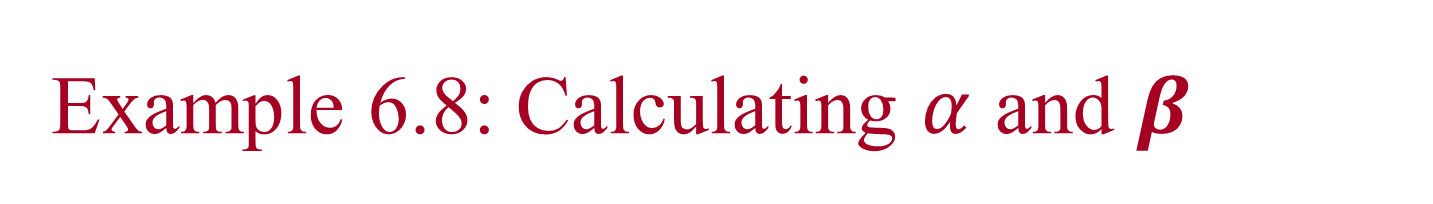 Example 6.8: Calculating α and β